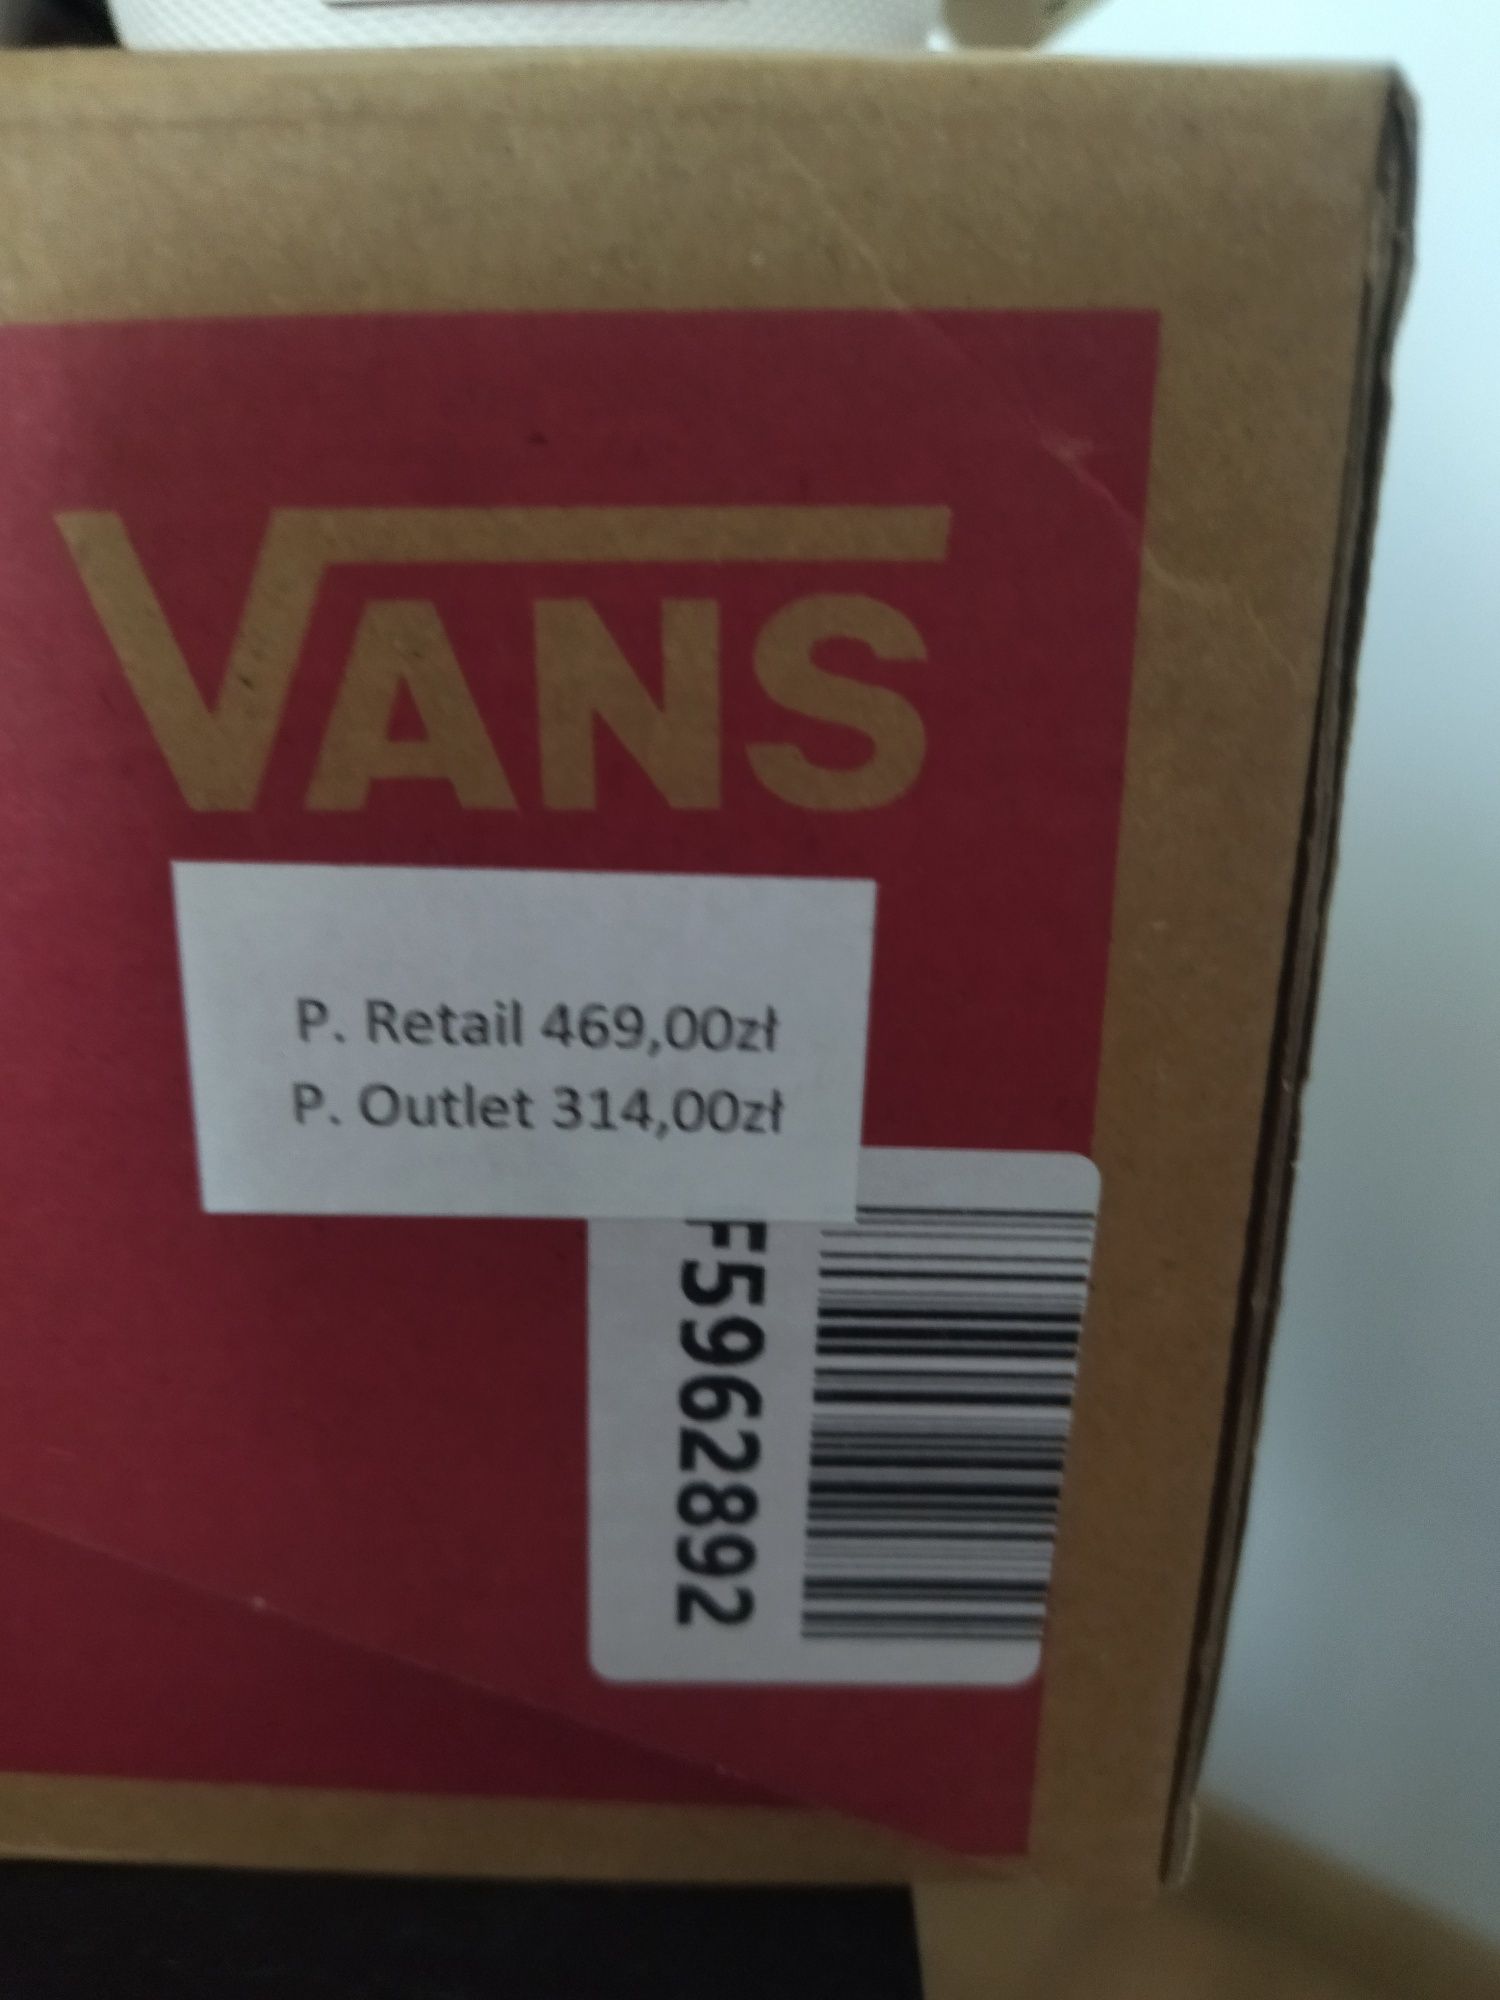 VANS
P. Retail 469,00zł
P. Outlet 314,00zł
F5962892